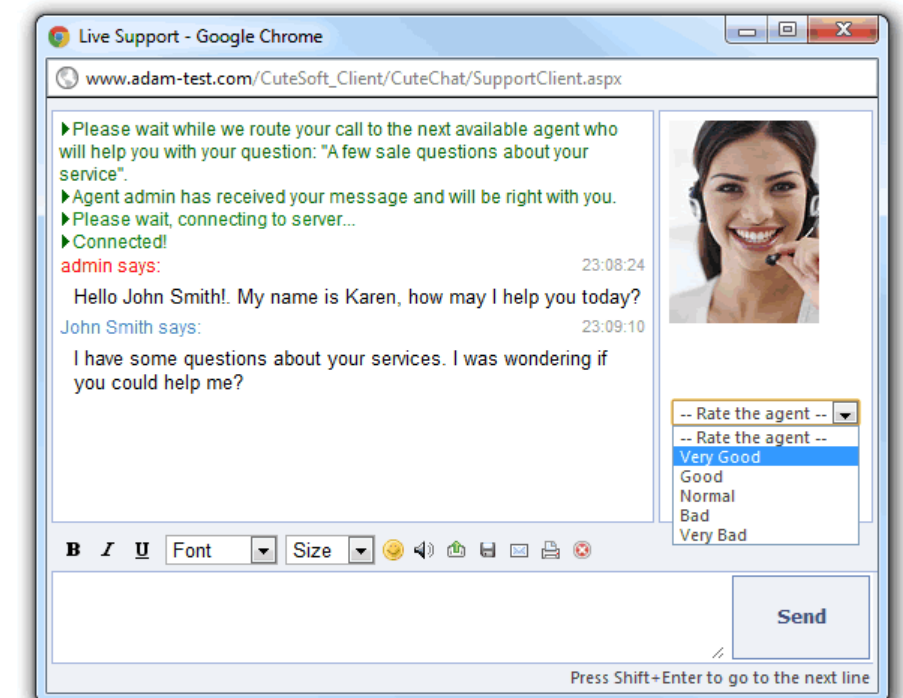 Live Support - Google Chrome
www.adam-test.com/CuteSoft_Client/CuteChat/SupportClient.aspx
Please wait while we route your call to the next available agent who
will help you with your question: "A few sale questions about your
service".
Agent admin has received your message and will be right with you.
Please wait, connecting to server...
Connected!
admin says: 23:08:24
Hello John Smith!. My name is Karen, how may I help you today?
John Smith says: 23:09:10
I have some questions about your services. I was wondering if
you could help me?
-- Rate the agent --
-- Rate the agent --
Very Good
Good
Normal
Bad
Very Bad
B I U Font Size
Send
Press Shift+Enter to go to the next line